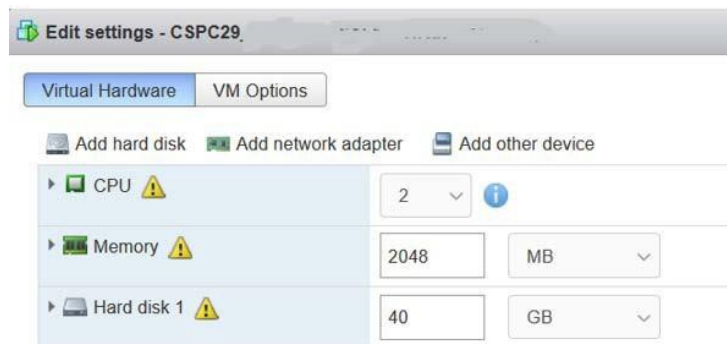 Edit settings - CSPC29
Virtual Hardware VM Options
Add hard disk Add network adapter Add other device
CPU 2
Memory 2048 MB
Hard disk 1 40 GB